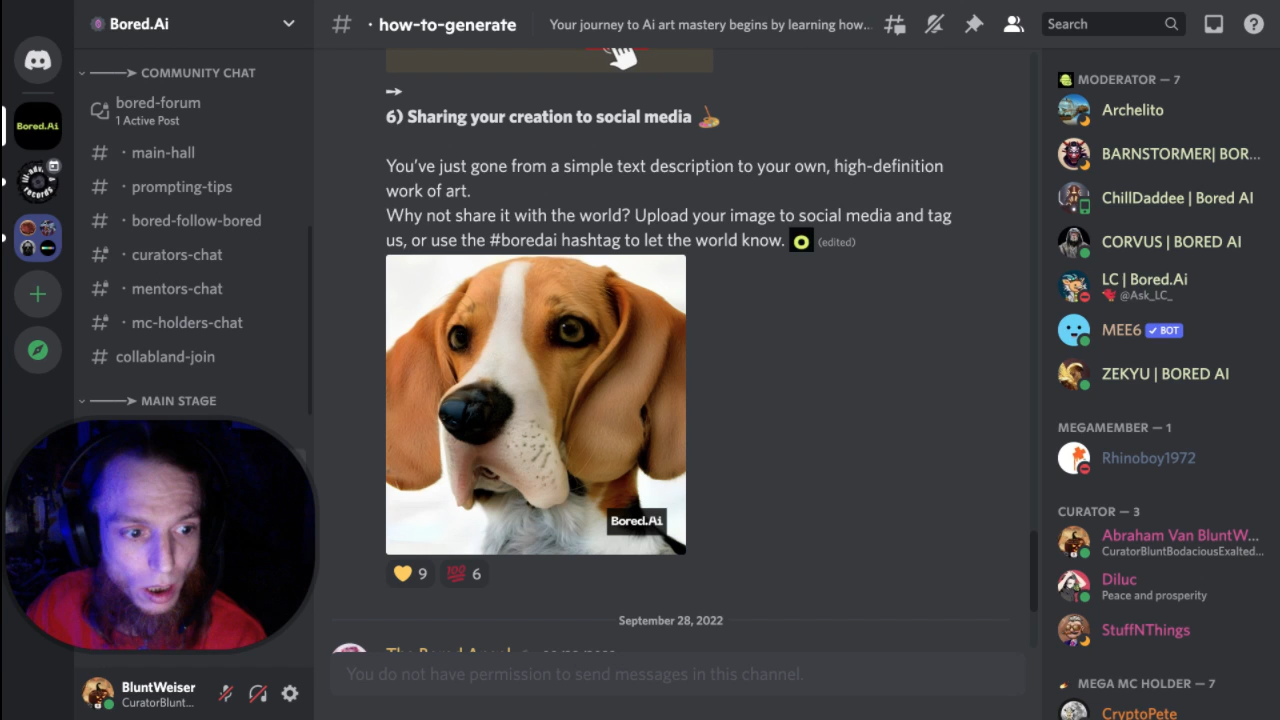 Bored.Ai
how-to-generate
Your journey to Ai art mastery begins by learning how...
Search
Bored.Ai
COMMUNITY CHAT
bored-forum
1 Active Post
# · main-hall
# · prompting-tips
# · bored-follow-bored
# · curators-chat
# · mentors-chat
# · mc-holders-chat
# collabland-join
MAIN STAGE
BluntWeiser
CuratorBlunt...
6) Sharing your creation to social media
You’ve just gone from a simple text description to your own, high-definition
work of art.
Why not share it with the world? Upload your image to social media and tag
us, or use the #boredai hashtag to let the world know. (edited)
Bored.Ai
9
100 6
September 28, 2022
You do not have permission to send messages in this channel.
MODERATOR — 7
Archelito
BARNSTORMER| BOR...
ChillDaddee | Bored AI
CORVUS | BORED AI
LC | Bored.Ai
@Ask_LC_
MEE6 BOT
ZEKYU | BORED AI
MEGAMEMBER — 1
Rhinoboy1972
CURATOR — 3
Abraham Van BluntW...
CuratorBluntBodaciousExalted...
Diluc
Peace and prosperity
StuffNThings
MEGA MC HOLDER — 7
CryptoPete